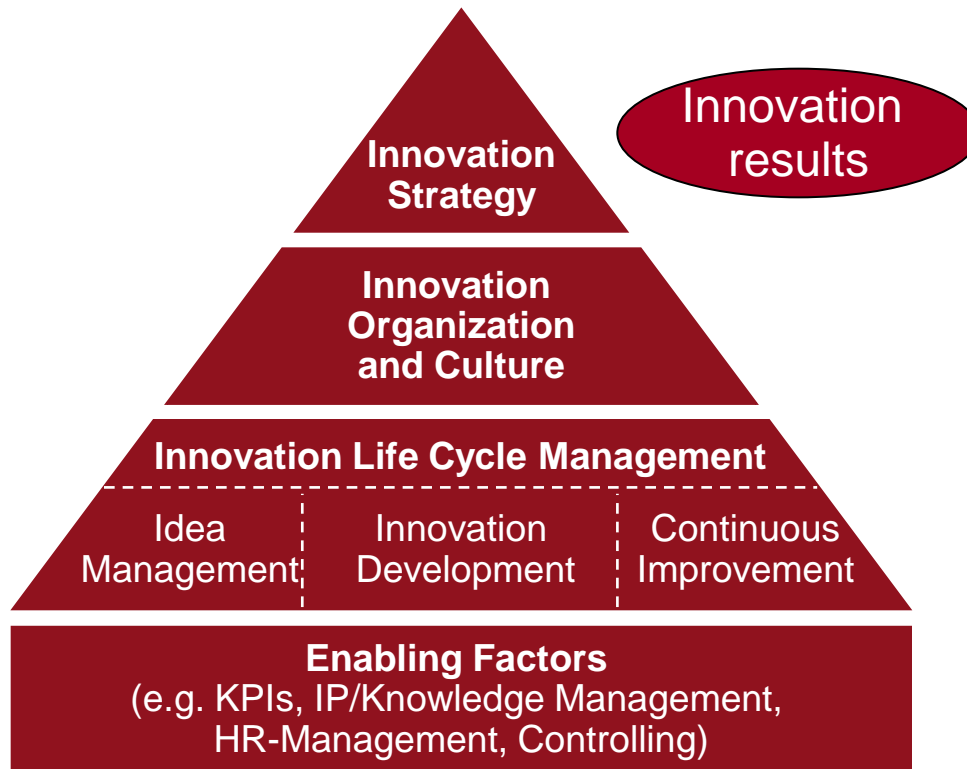 Innovation
Strategy
Innovation
results
Innovation
Organization
and Culture
Innovation Life Cycle Management
Idea
Management
Innovation
Development
Continuous
Improvement
Enabling Factors
(e.g. KPIs, IP/Knowledge Management,
HR-Management, Controlling)